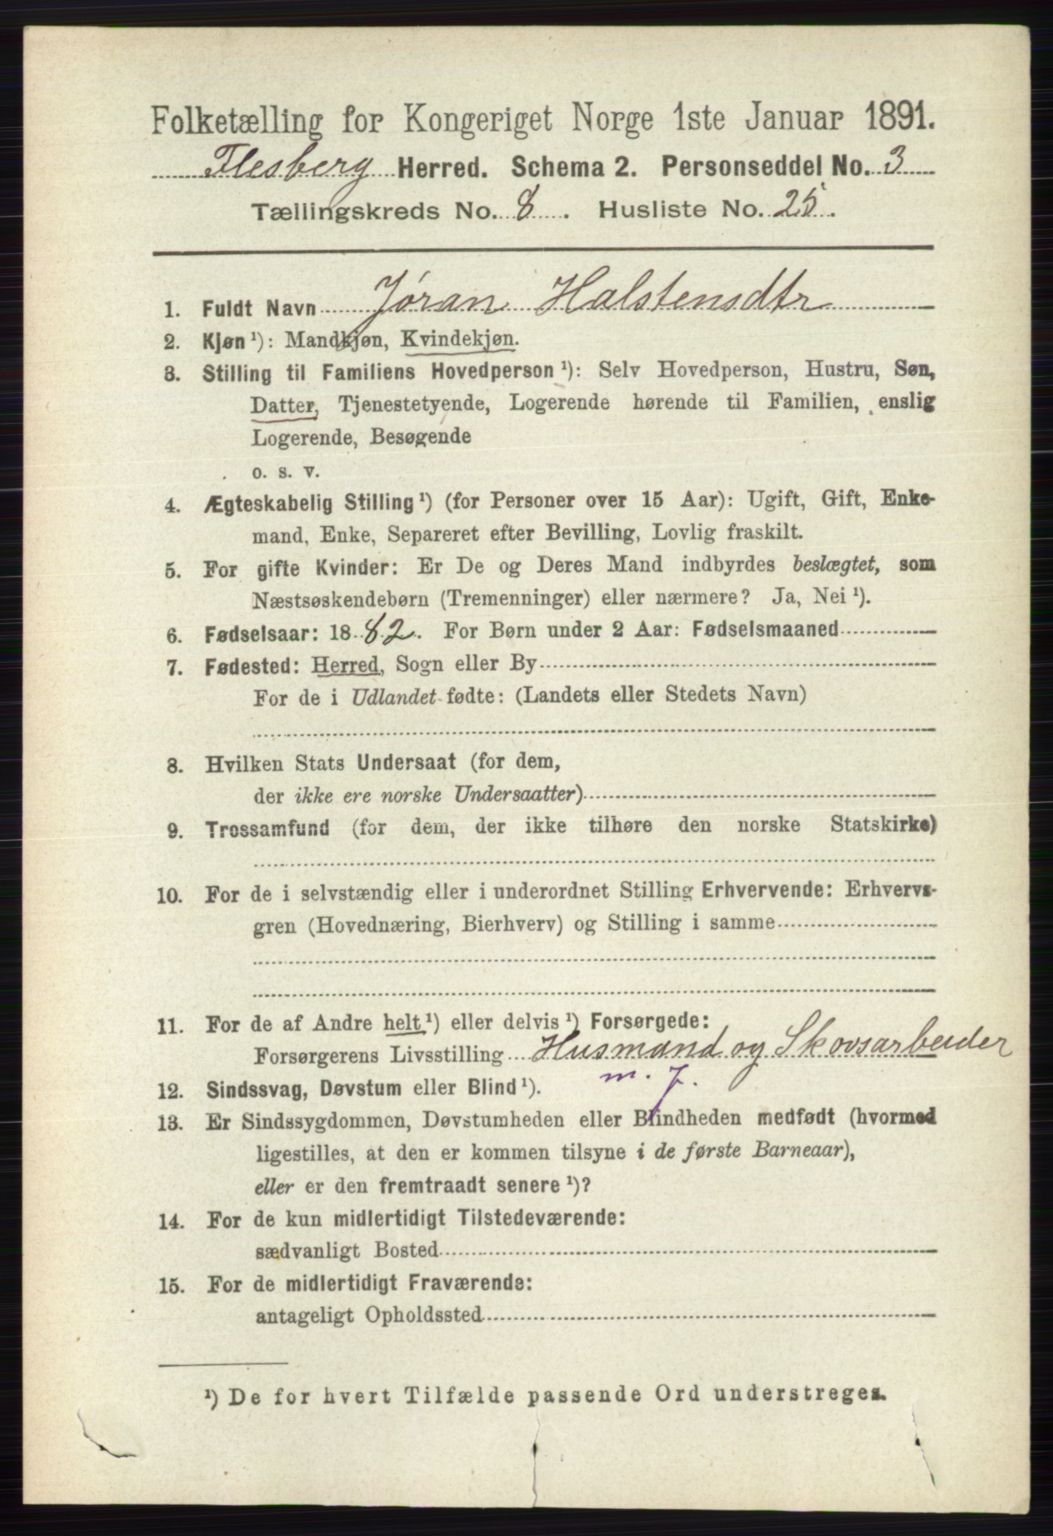 Folketælling for Kongeriget Norge 1ste Januar 1891.
Flesberg Herred. Schema 2. Personseddel No. 3
Tællingskreds No. 8. Husliste No. 25.
1. Fuldt Navn Jøran Halstensdtr
2. Kjøn ¹): Mandkjøn, Kvindekjøn.
3. Stilling til Familiens Hovedperson ¹): Selv Hovedperson, Hustru, Søn,
Datter, Tjenestetyende, Logerende hørende til Familien, enslig
Logerende, Besøgende
o. s. v.
4. Ægteskabelig Stilling ¹) (for Personer over 15 Aar): Ugift, Gift, Enke-
mand, Enke, Separeret efter Bevilling, Lovlig fraskilt.
5. For gifte Kvinder: Er De og Deres Mand indbyrdes beslægtet, som
Næstsøskendebørn (Tremenninger) eller nærmere? Ja, Nei ¹).
6. Fødselsaar: 1882. For Børn under 2 Aar: Fødselsmaaned
7. Fødested: Herred, Sogn eller By
For de i Udlandet fødte: (Landets eller Stedets Navn)
8. Hvilken Stats Undersaat (for dem,
der ikke ere norske Undersaatter)
9. Trossamfund (for dem, der ikke tilhøre den norske Statskirke)
10. For de i selvstændig eller i underordnet Stilling Erhvervende: Erhvervs-
gren (Hovednæring, Bierhverv) og Stilling i samme
11. For de af Andre helt ¹) eller delvis ¹) Forsørgede:
Forsørgerens Livsstilling Husmand og Skovsarbeider
m. J.
12. Sindssvag, Døvstum eller Blind ¹).
13. Er Sindssygdommen, Døvstumheden eller Blindheden medfødt (hvormed
ligestilles, at den er kommen tilsyne i de første Barneaar),
eller er den fremtraadt senere ¹)?
14. For de kun midlertidigt Tilstedeværende:
sædvanligt Bosted
15. For de midlertidigt Fraværende:
antageligt Opholdssted
¹) De for hvert Tilfælde passende Ord understreges.